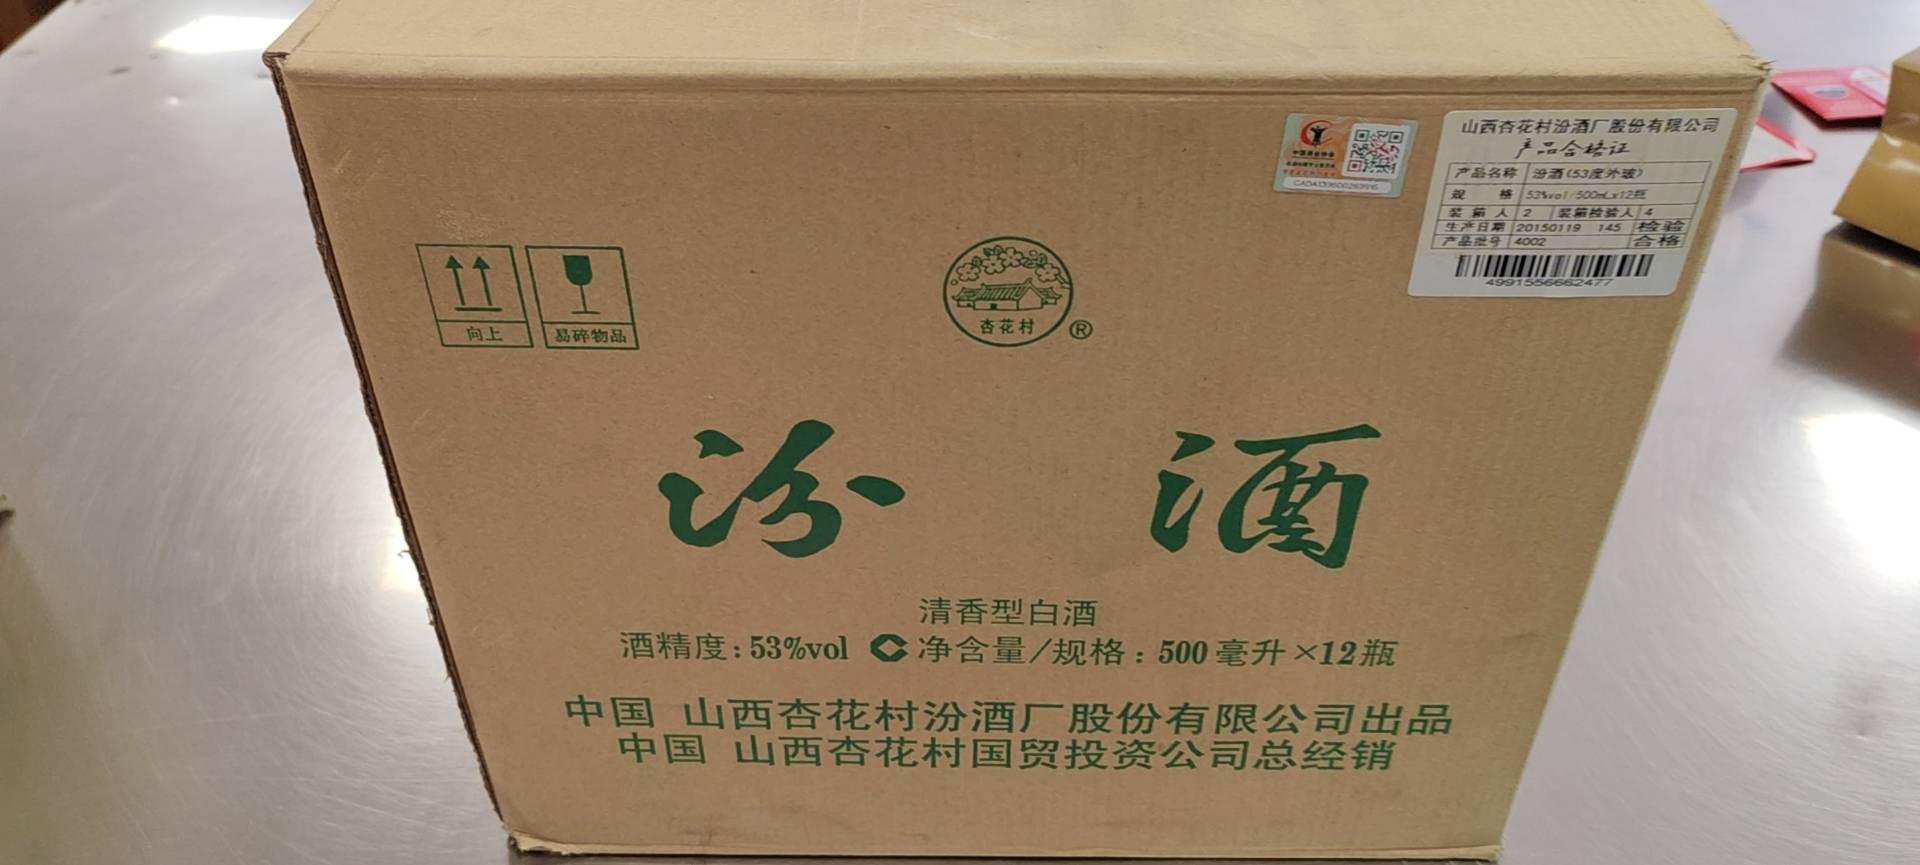 山西杏花村汾酒厂股份有限公司
产品合格证
产品名称 汾酒(53度外玻)
规 格 53%vol/500mLx12瓶
装箱人 2 装箱检验人 4
生产日期 20150119 145 检验
产品批号 4002 合格
4991556662477
向上
易碎物品
杏花村
®
汾酒
清香型白酒
酒精度:53%vol 净含量/规格:500毫升×12瓶
中国 山西杏花村汾酒厂股份有限公司出品
中国 山西杏花村国贸投资公司总经销